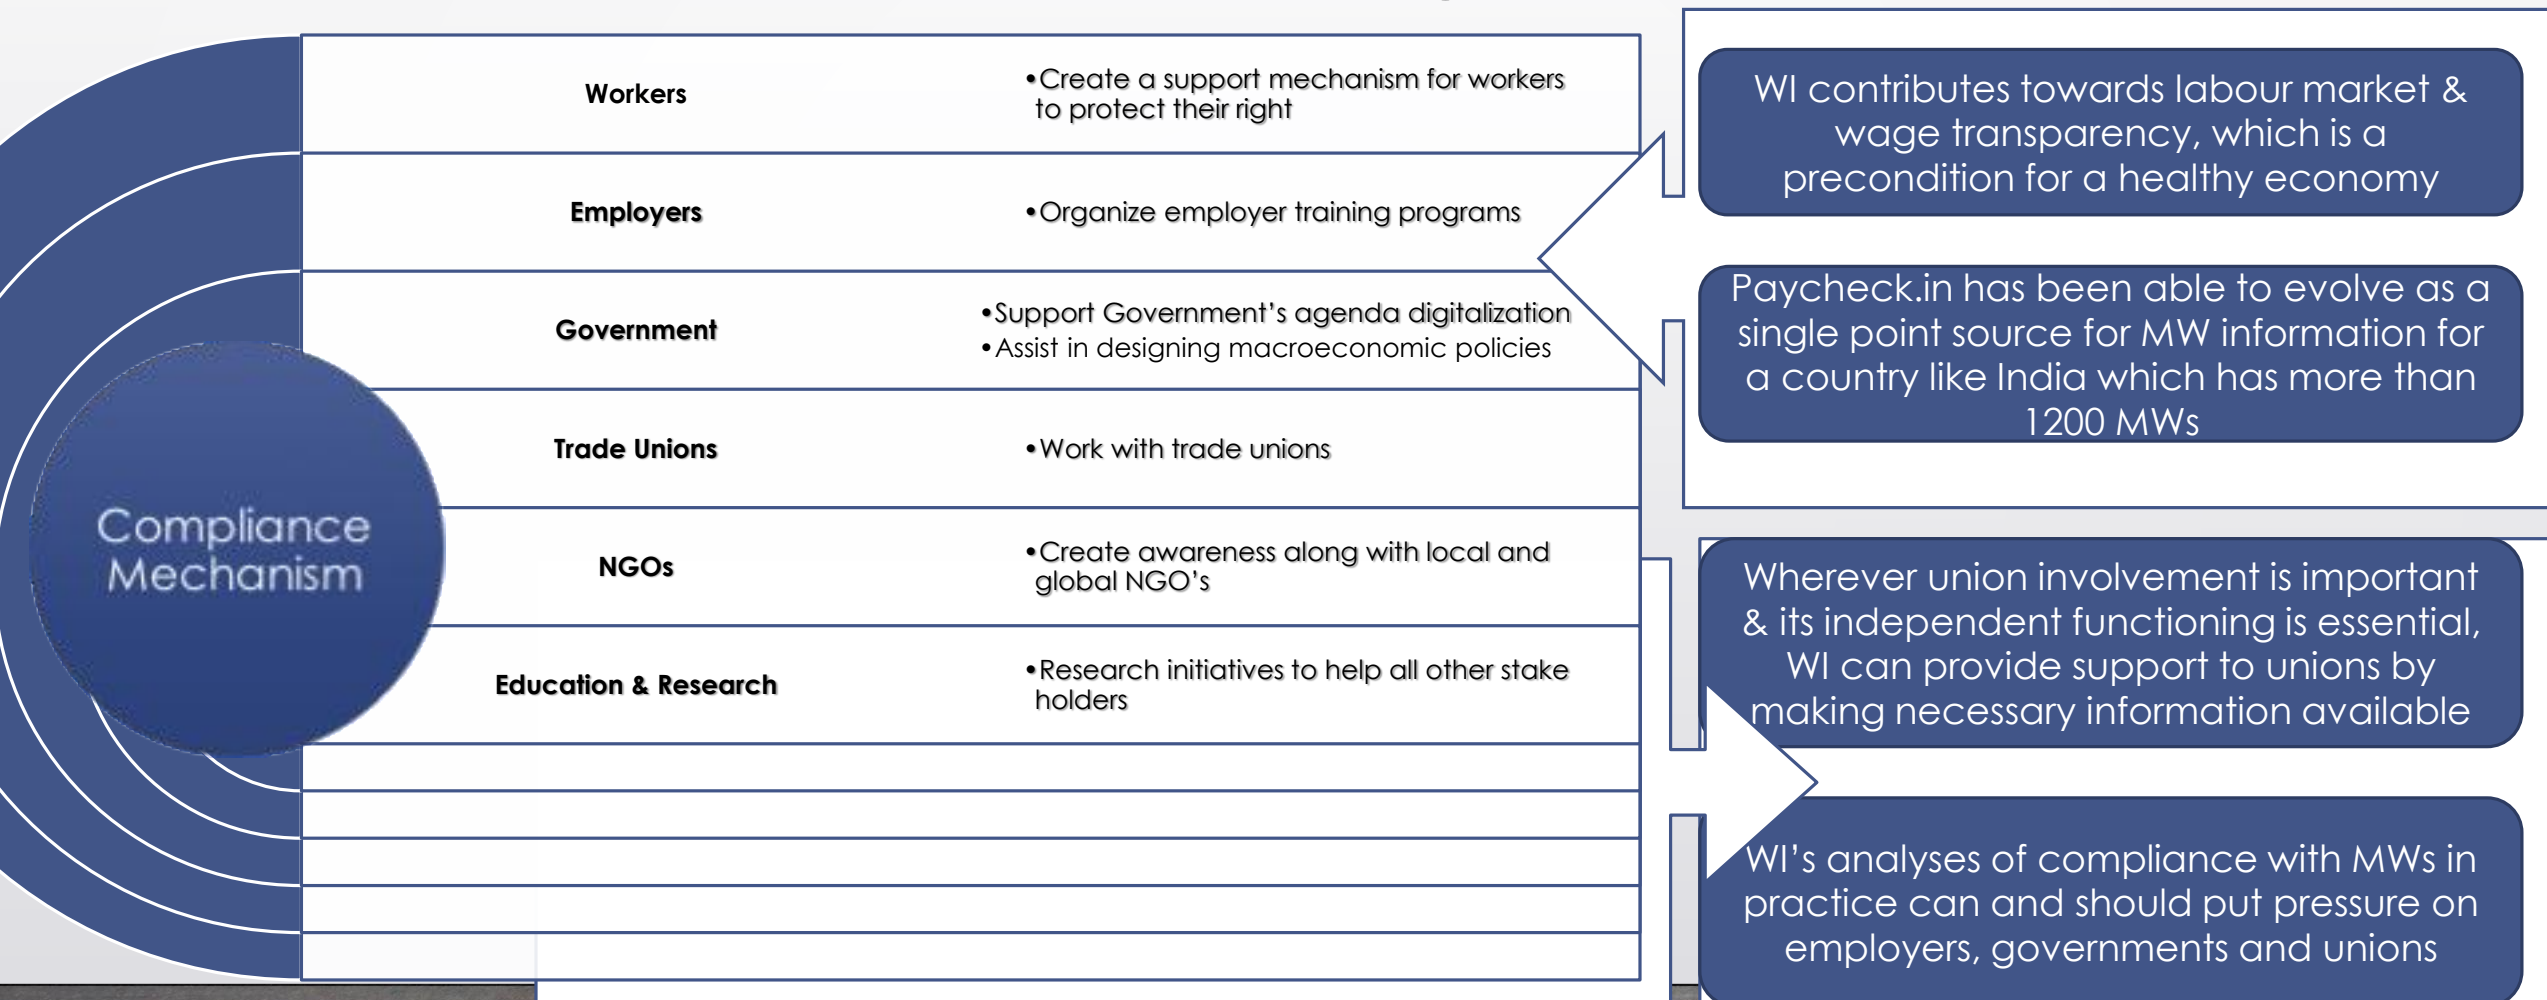 Compliance
Mechanism
Workers
•Create a support mechanism for workers
to protect their right
Employers
•Organize employer training programs
Government
•Support Government’s agenda digitalization
•Assist in designing macroeconomic policies
Trade Unions
•Work with trade unions
NGOs
•Create awareness along with local and
global NGO’s
Education & Research
•Research initiatives to help all other stake
holders
WI contributes towards labour market &
wage transparency, which is a
precondition for a healthy economy
Paycheck.in has been able to evolve as a
single point source for MW information for
a country like India which has more than
1200 MWs
Wherever union involvement is important
& its independent functioning is essential,
WI can provide support to unions by
making necessary information available
WI’s analyses of compliance with MWs in
practice can and should put pressure on
employers, governments and unions